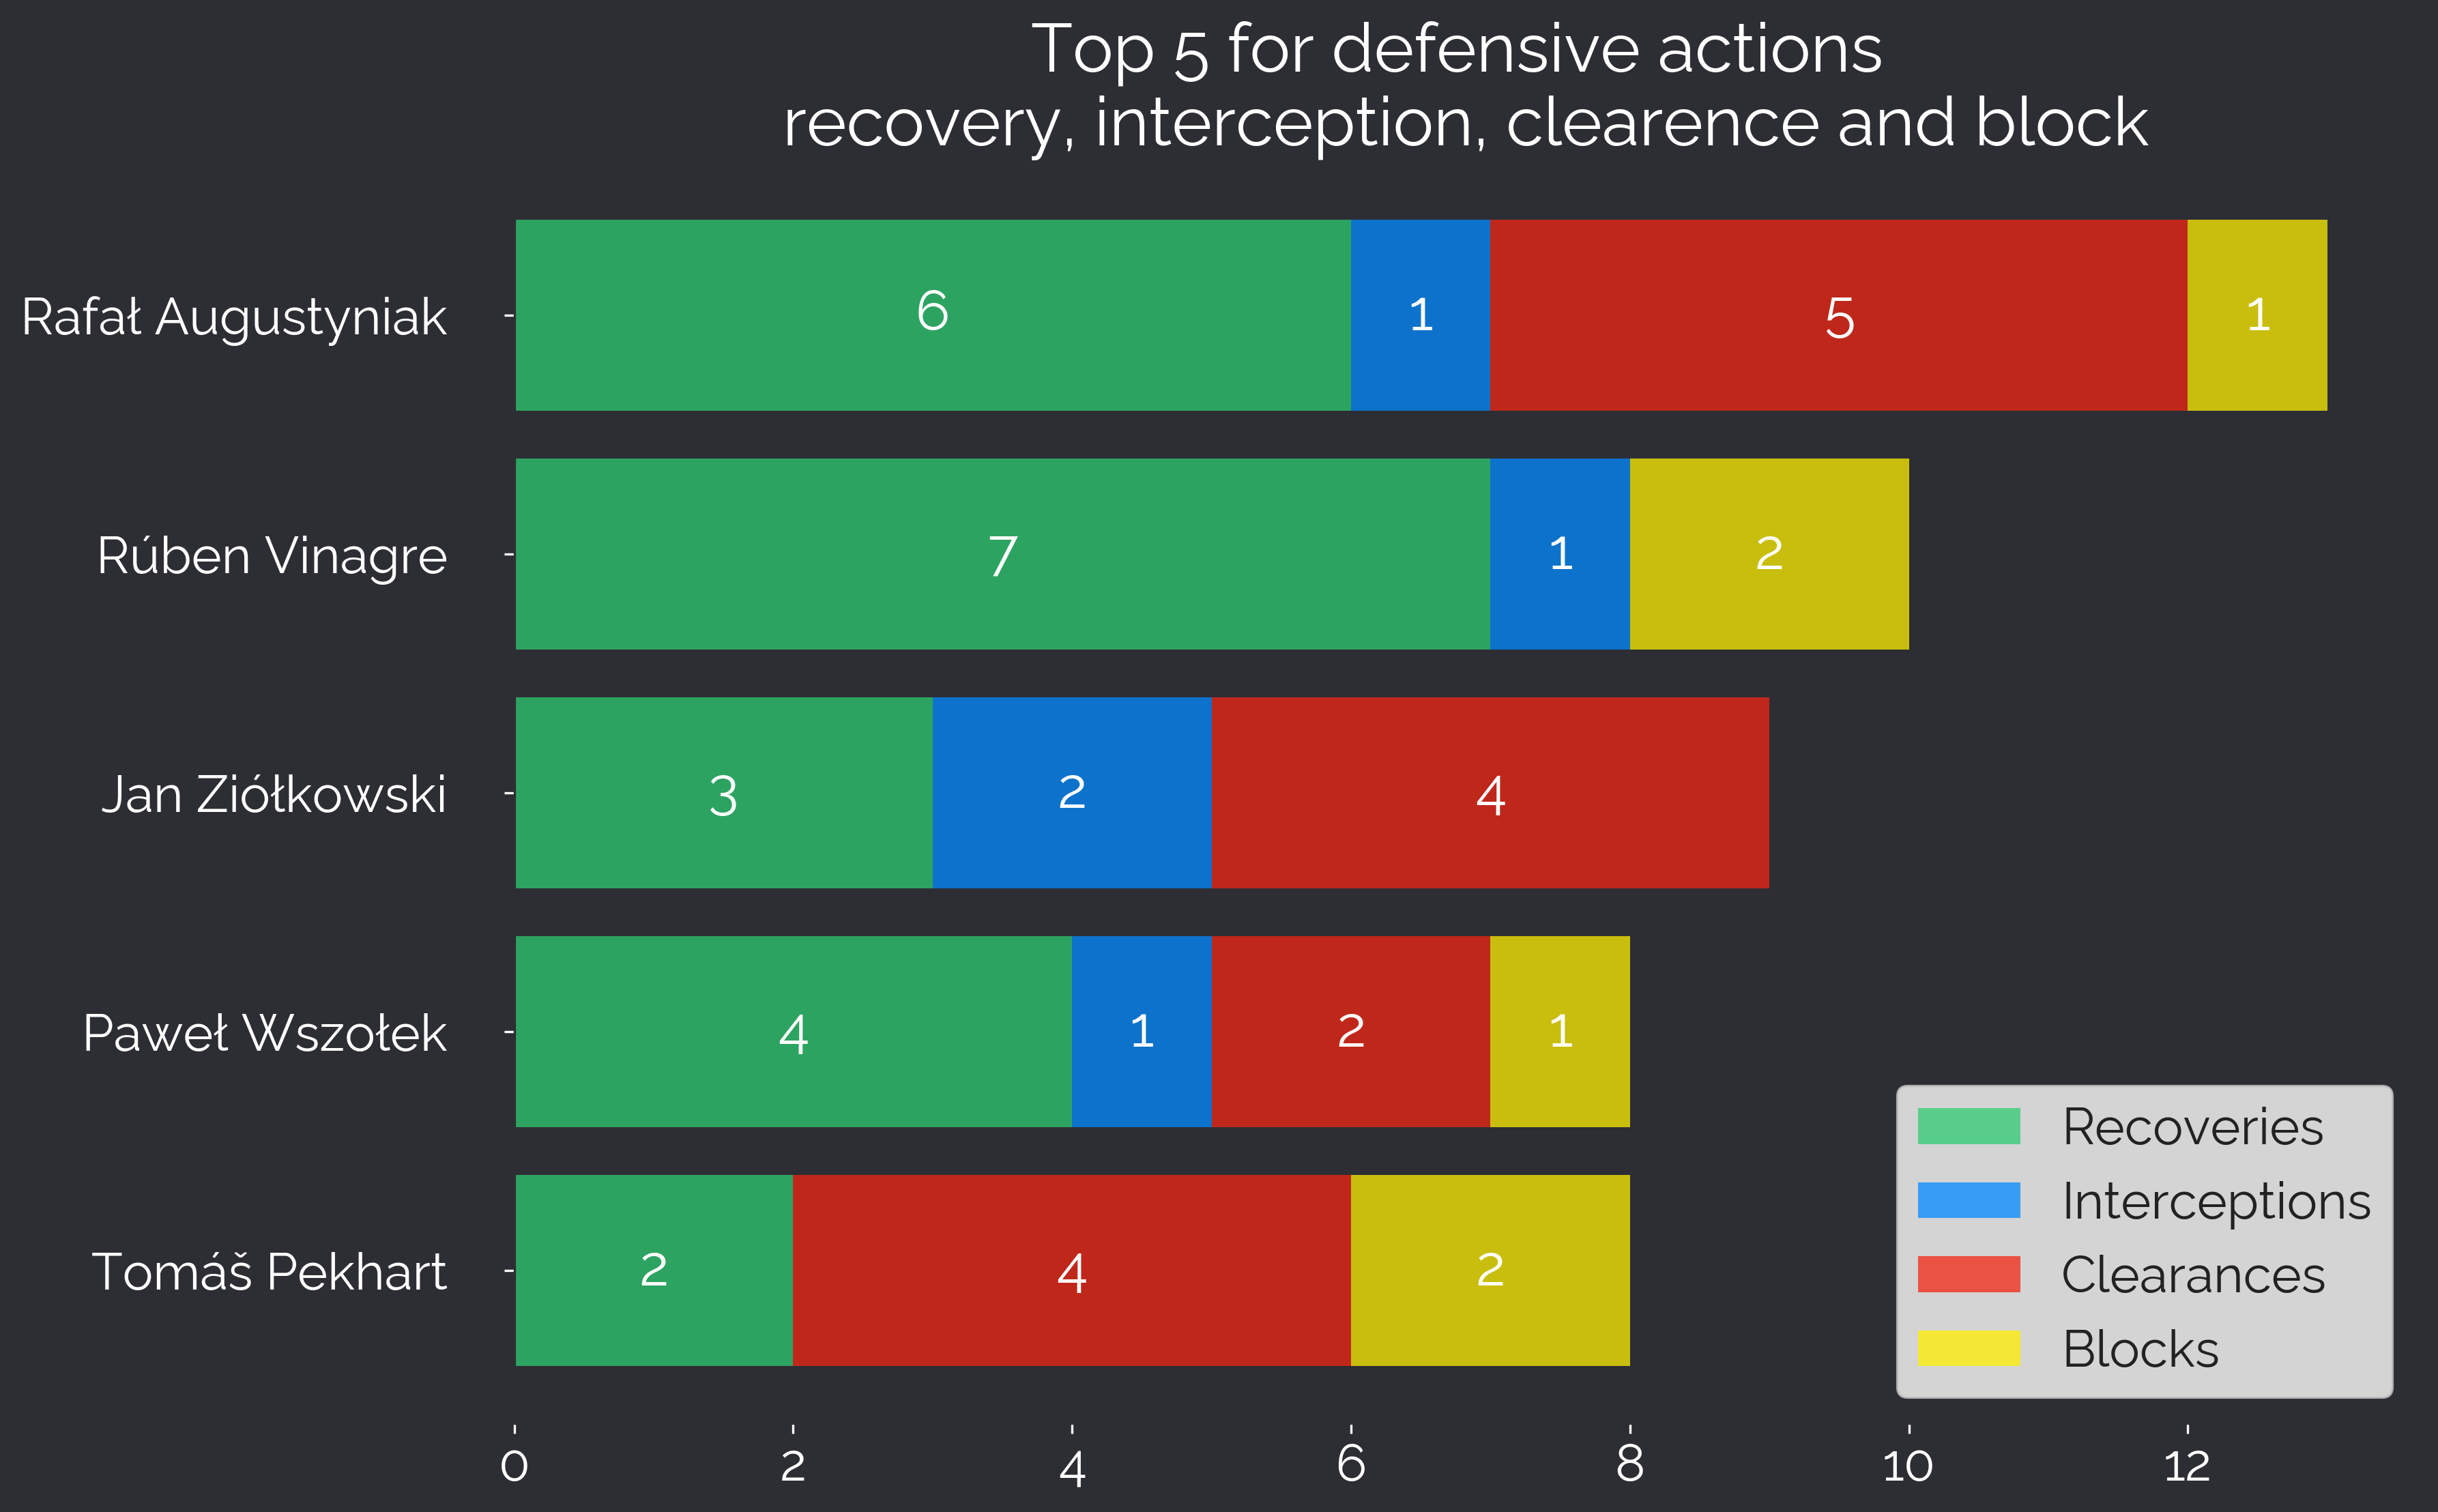 Top 5 for defensive actions
recovery, interception, clearence and block
Rafał Augustyniak
6
1
5
1
Rúben Vinagre
7
1
2
Jan Ziółkowski
3
2
4
Paweł Wszołek
4
1
2
1
Tomáš Pekhart
2
4
2
Recoveries
Interceptions
Clearances
Blocks
0 2 4 6 8 10 12